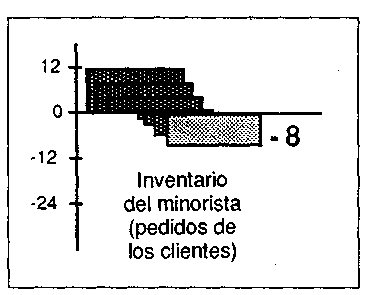 12
0
-12
-24
- 8
Inventario
del minorista
(pedidos de
los clientes)